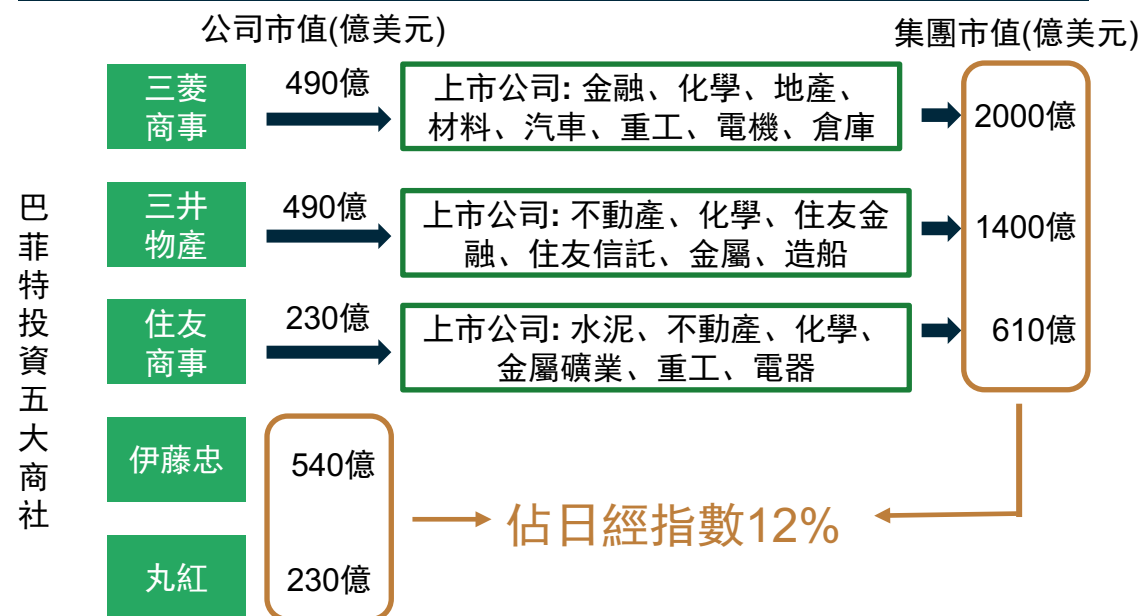 公司市值(億美元)
集團市值(億美元)
巴菲特投資五大商社
三菱
商事
490億
上市公司: 金融、化學、地產、
材料、汽車、重工、電機、倉庫
2000億
三井
物產
490億
上市公司: 不動產、化學、住友金
融、住友信託、金屬、造船
1400億
住友
商事
230億
上市公司: 水泥、不動產、化學、
金屬礦業、重工、電器
610億
伊藤忠
540億
佔日經指數12%
丸紅
230億